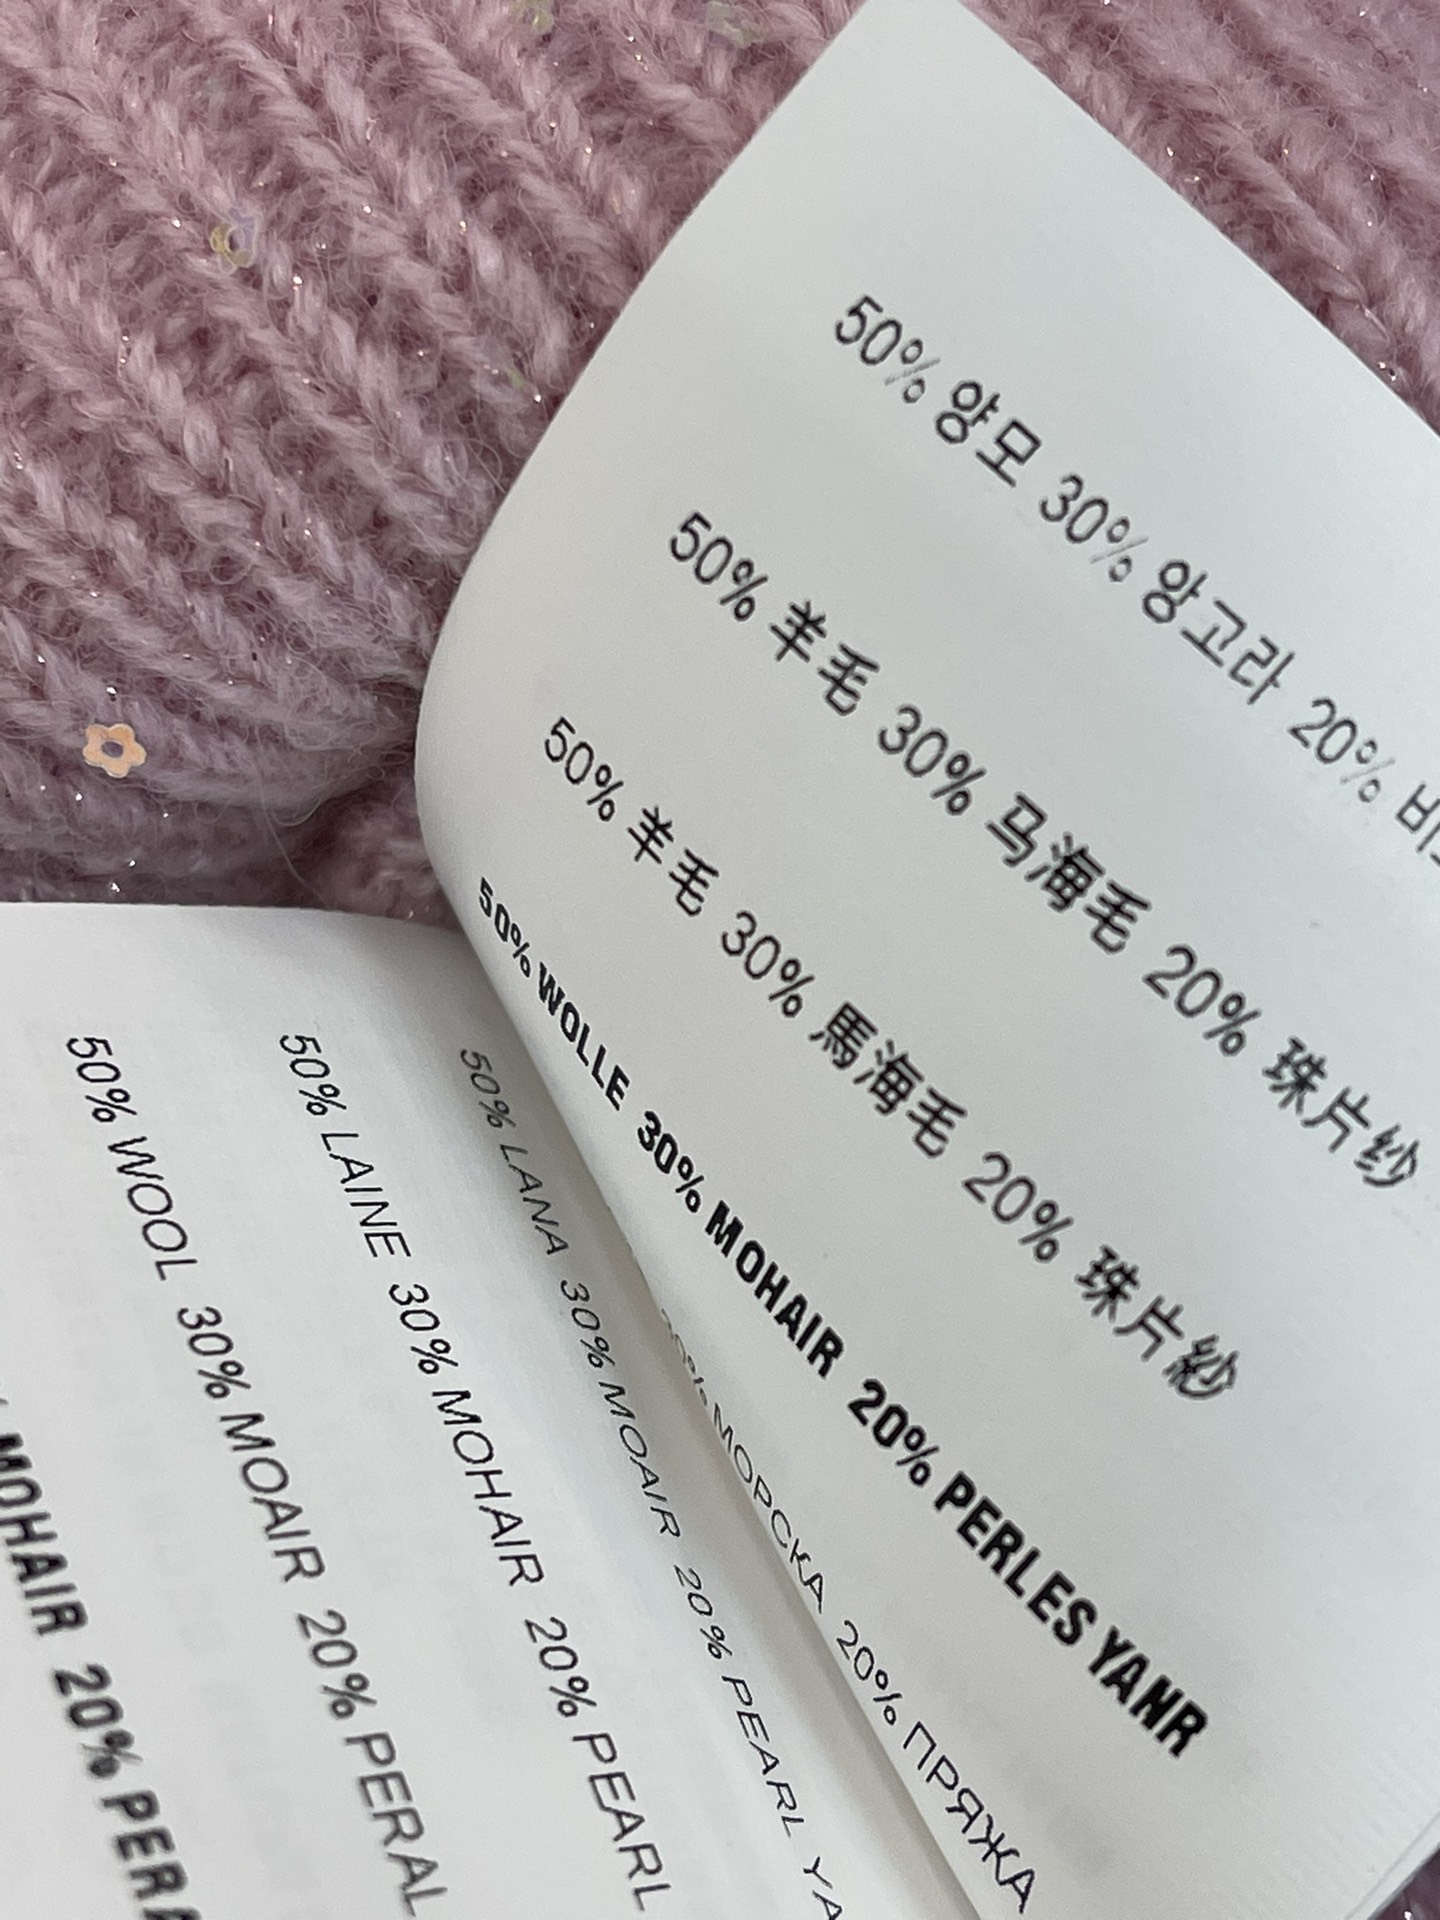 50% 양모 30% 앙고라 20%
50% 羊毛 30% 马海毛 20% 珠片纱
50% 羊毛 30% 馬海毛 20% 珠片紗
50% WOLLE 30% MOHAIR 20% PERLES YANR
МОРСКА 20% ПРЯЖА
50% LANA 30% MOAIR 20% PEARL
50% LAINE 30% MOHAIR 20% PEARL
50% WOOL 30% MOAIR 20% PERAL
MOHAIR 20%